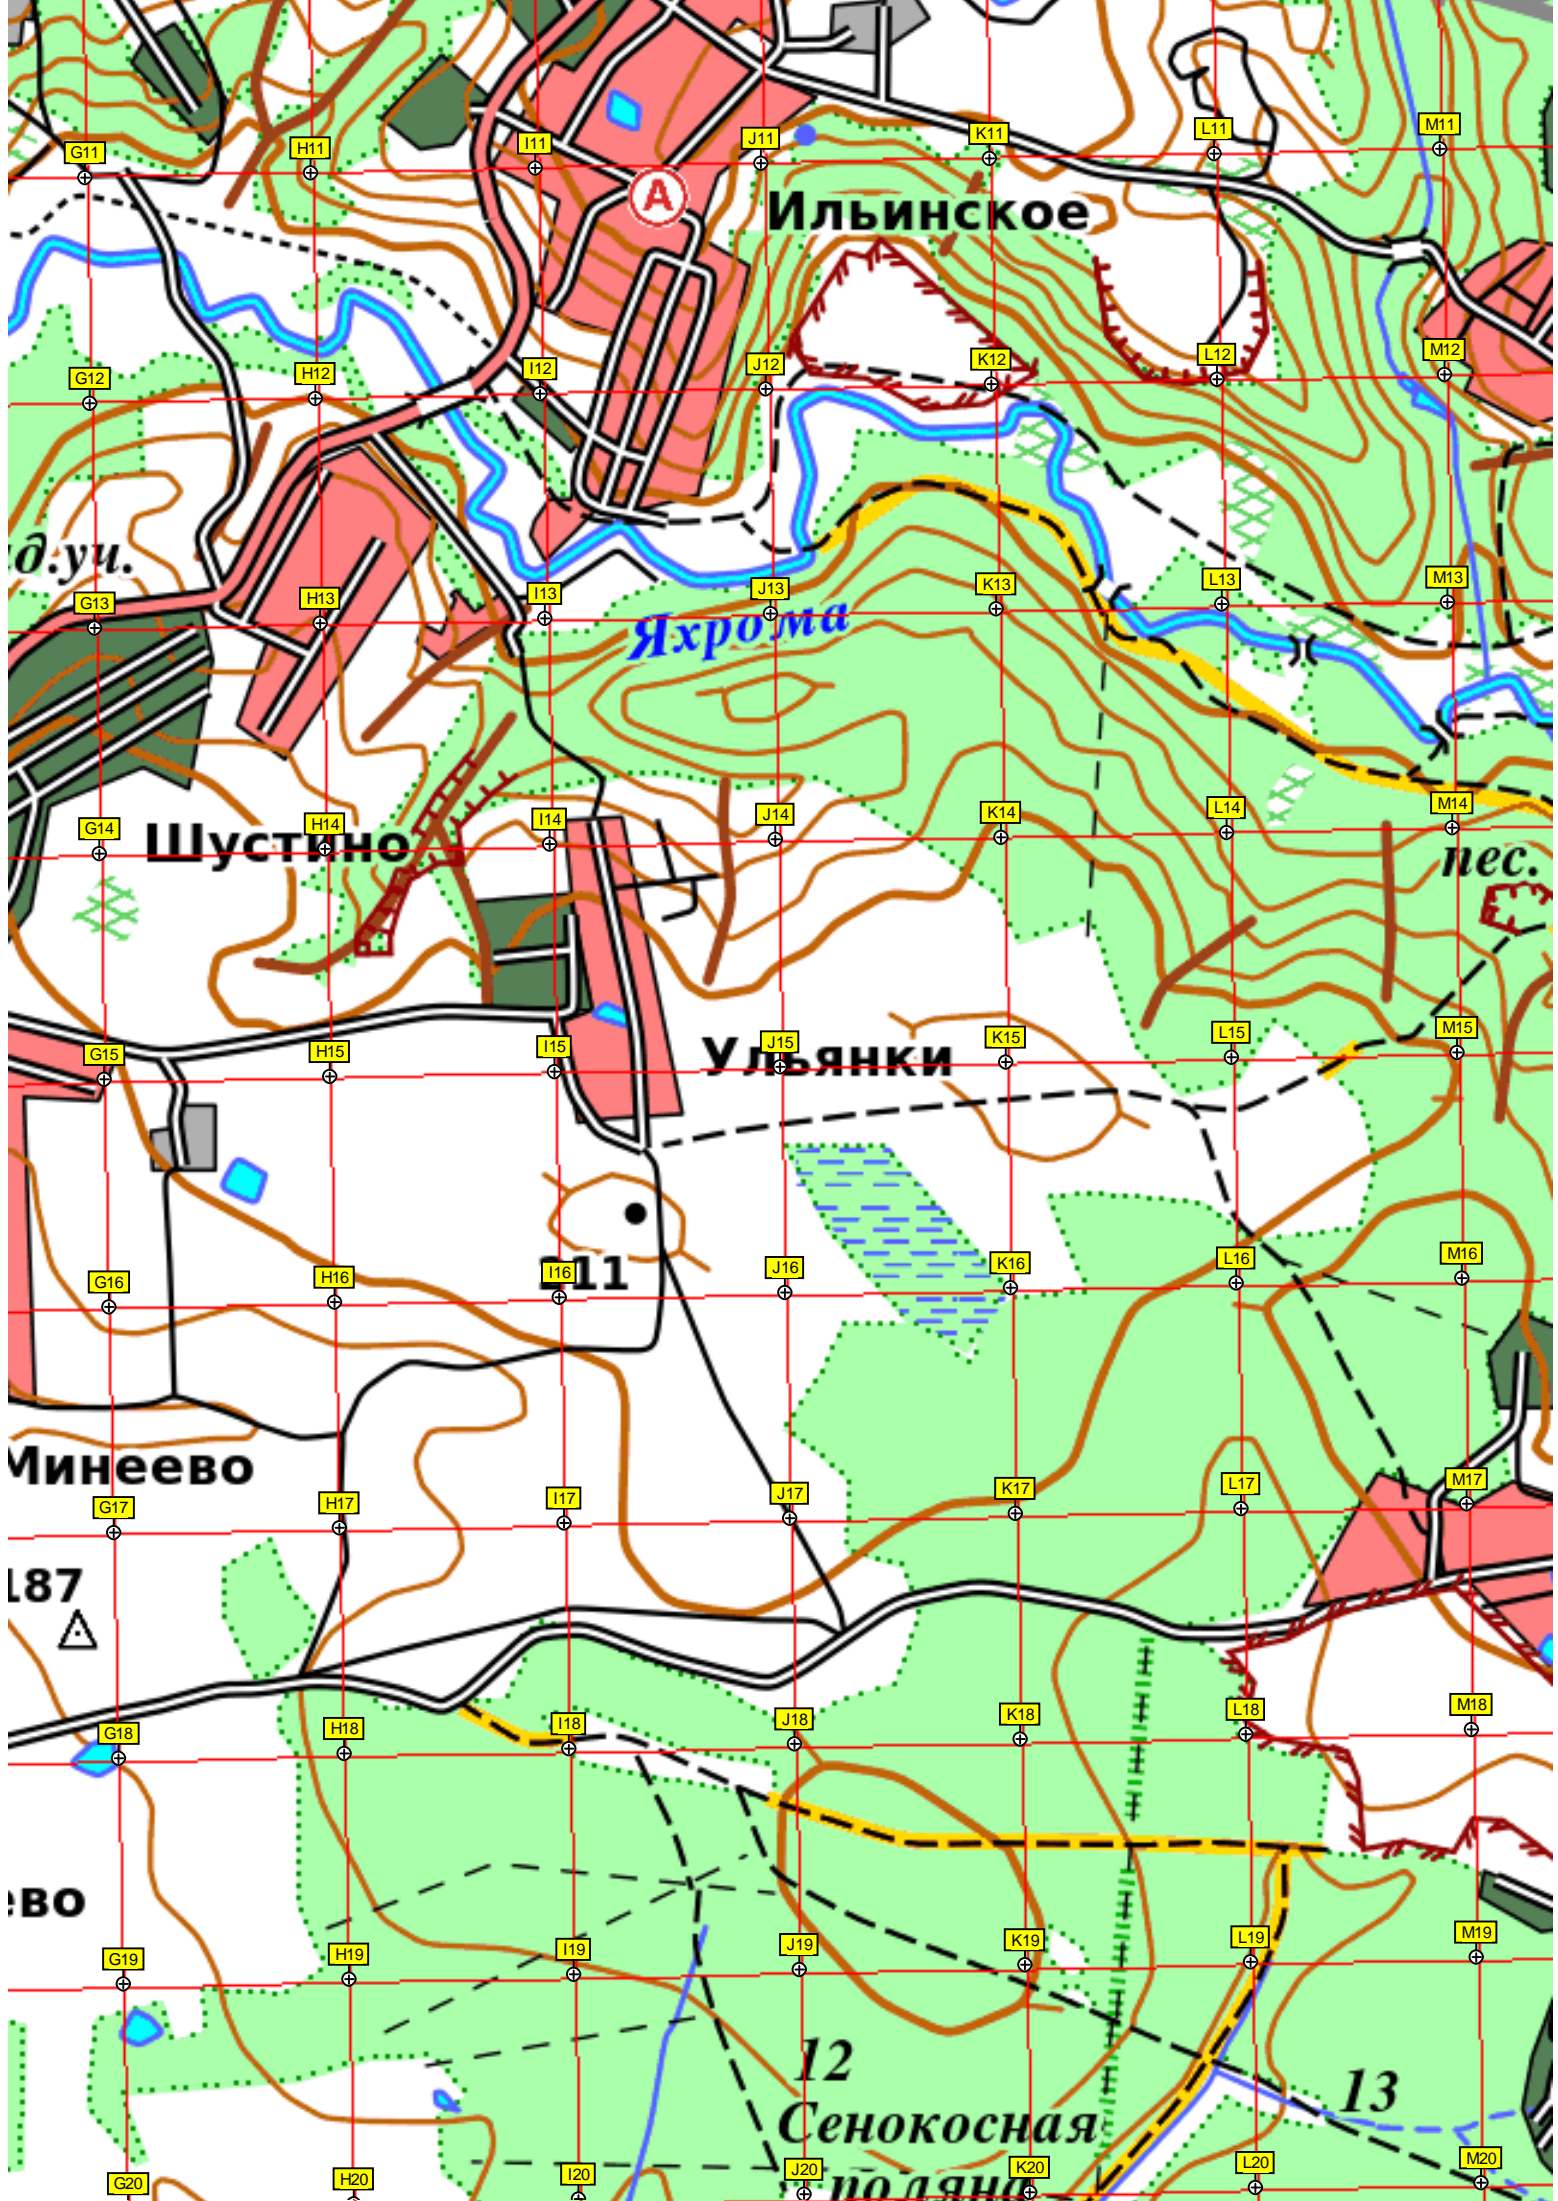 G11 H11 I11 J11 K11 L11 M11
A
Ильинское
G12 H12 I12 J12 K12 L12 M12
д.уч.
G13 H13 I13 J13 K13 L13 M13
Яхрома
G14 H14 I14 J14 K14 L14 M14
Шустино
пес.
G15 H15 I15 J15 K15 L15 M15
Ульянки
G16 H16 I16 J16 K16 L16 M16
211
Минеево
G17 H17 I17 J17 K17 L17 M17
187
G18 H18 I18 J18 K18 L18 M18
ево
G19 H19 I19 J19 K19 L19 M19
12
13
Сенокосная
поляна
G20 H20 I20 J20 K20 L20 M20